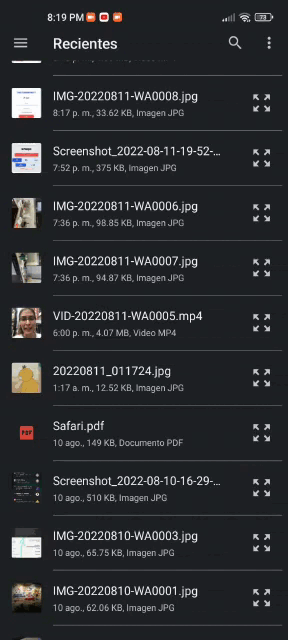 8:19 PM
73
Recientes
IMG-20220811-WA0008.jpg
8:17 p. m., 33.62 KB, Imagen JPG
Screenshot_2022-08-11-19-52-...
7:52 p. m., 375 KB, Imagen JPG
IMG-20220811-WA0006.jpg
7:36 p. m., 98.85 KB, Imagen JPG
IMG-20220811-WA0007.jpg
7:36 p. m., 94.87 KB, Imagen JPG
VID-20220811-WA0005.mp4
6:00 p. m., 4.07 MB, Video MP4
20220811_011724.jpg
1:17 a. m., 12.52 KB, Imagen JPG
PDF
Safari.pdf
10 ago., 149 KB, Documento PDF
Screenshot_2022-08-10-16-29-...
10 ago., 510 KB, Imagen JPG
IMG-20220810-WA0003.jpg
10 ago., 65.75 KB, Imagen JPG
IMG-20220810-WA0001.jpg
10 ago., 62.06 KB, Imagen JPG